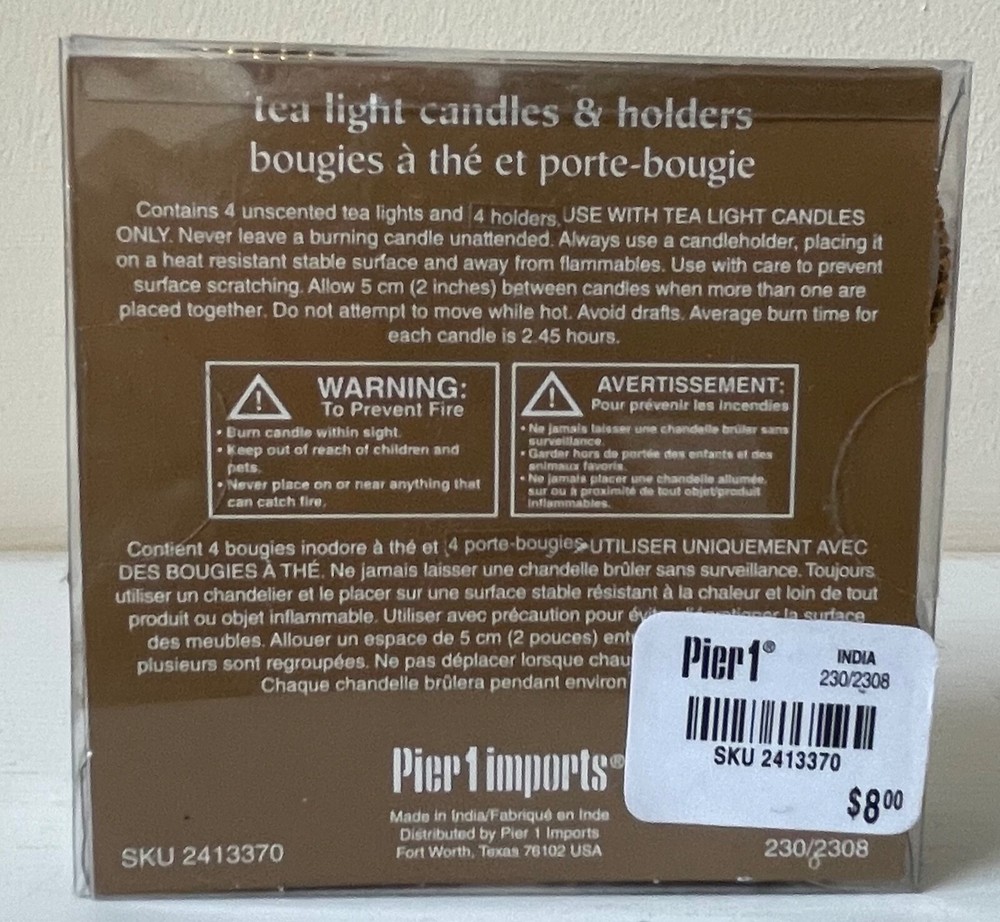 tea light candles & holders
bougies à thé et porte-bougie
Contains 4 unscented tea lights and 4 holders, USE WITH TEA LIGHT CANDLES
ONLY. Never leave a burning candle unattended. Always use a candleholder, placing it
on a heat resistant stable surface and away from flammables. Use with care to prevent
surface scratching. Allow 5 cm (2 inches) between candles when more than one are
placed together. Do not attempt to move while hot. Avoid drafts. Average burn time for
each candle is 2.45 hours.
WARNING:
To Prevent Fire
• Burn candle within sight.
• Keep out of reach of children and
pets.
• Never place on or near anything that
can catch fire.
AVERTISSEMENT:
Pour prévenir les incendies
• Ne jamais laisser une chandelle brûler sans
surveillance.
• Garder hors de portée des enfants et des
animaux favoris.
• Ne jamais placer une chandelle allumée,
sur ou à proximité de tout objet/produit
inflammables.
Contient 4 bougies inodore à thé et 4 porte-bougies UTILISER UNIQUEMENT AVEC
DES BOUGIES À THÉ. Ne jamais laisser une chandelle brûler sans surveillance. Toujours
utiliser un chandelier et le placer sur une surface stable résistant à la chaleur et loin de tout
produit ou objet inflammable. Utiliser avec précaution pour la surface
des meubles. Allouer un espace de 5 cm (2 pouces)
plusieurs sont regroupées. Ne pas déplacer lorsque
Chaque chandelle brûlera pendant environ
Pier 1®
INDIA
230/2308
SKU 2413370
$8.00
Pier 1 imports®
Made in India/Fabriqué en Inde
Distributed by Pier 1 Imports
Fort Worth, Texas 76102 USA
SKU 2413370
230/2308